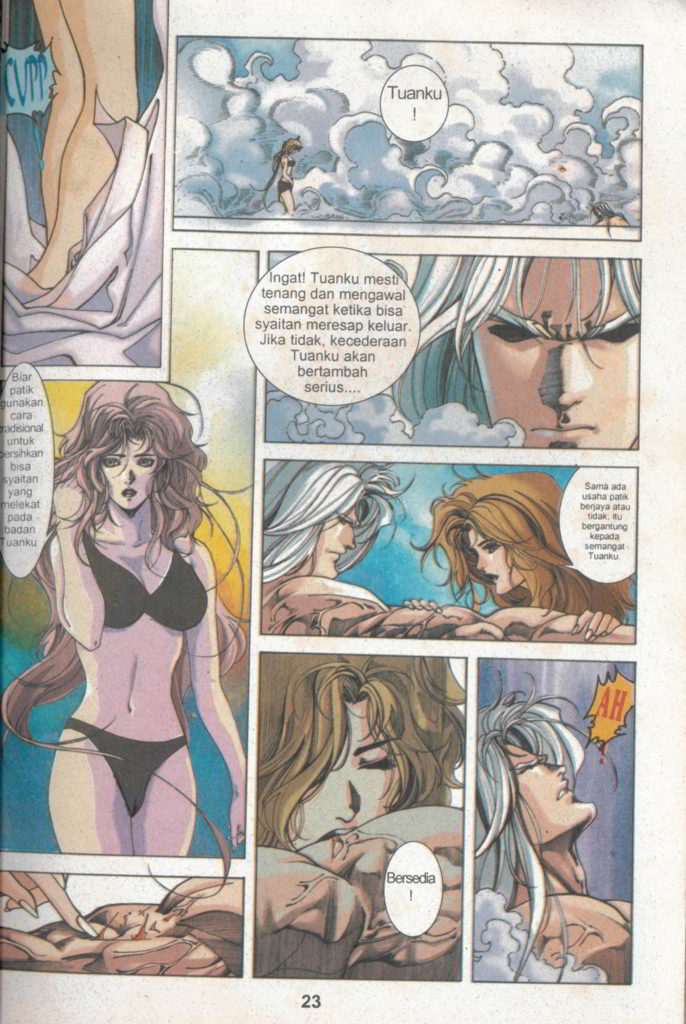 CVPP
Tuanku
!
Ingat! Tuanku mesti
tenang dan mengawal
semangat ketika bisa
syaitan meresap keluar.
Jika tidak, kecederaan
Tuanku akan
bertambah
serius....
Biar
patik
gunakan
cara
tradisional
untuk
bersihkan
bisa
syaitan
yang
melekat
pada
badan
Tuanku
Sama ada
usaha patik
berjaya atau
tidak, itu
bergantung
kepada
semangat
Tuanku.
Bersedia
!
AH
23